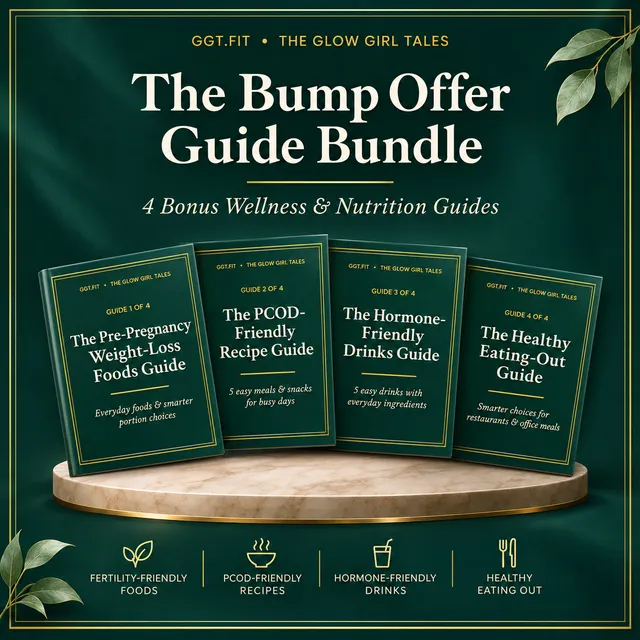 GGT.FIT • THE GLOW GIRL TALES
The Bump Offer
Guide Bundle
4 Bonus Wellness & Nutrition Guides
GGT.FIT • THE GLOW GIRL TALES
GUIDE 1 OF 4
The Pre-Pregnancy
Weight-Loss
Foods Guide
Everyday foods & smarter
portion choices
GGT.FIT • THE GLOW GIRL TALES
GUIDE 2 OF 4
The PCOD-
Friendly
Recipe Guide
5 easy meals & snacks
for busy days
GGT.FIT • THE GLOW GIRL TALES
GUIDE 3 OF 4
The Hormone-
Friendly
Drinks Guide
5 easy drinks with
everyday ingredients
GGT.FIT • THE GLOW GIRL TALES
GUIDE 4 OF 4
The Healthy
Eating-Out
Guide
Smarter choices for
restaurants & office meals
FERTILITY-FRIENDLY
FOODS
PCOD-FRIENDLY
RECIPES
HORMONE-FRIENDLY
DRINKS
HEALTHY
EATING OUT